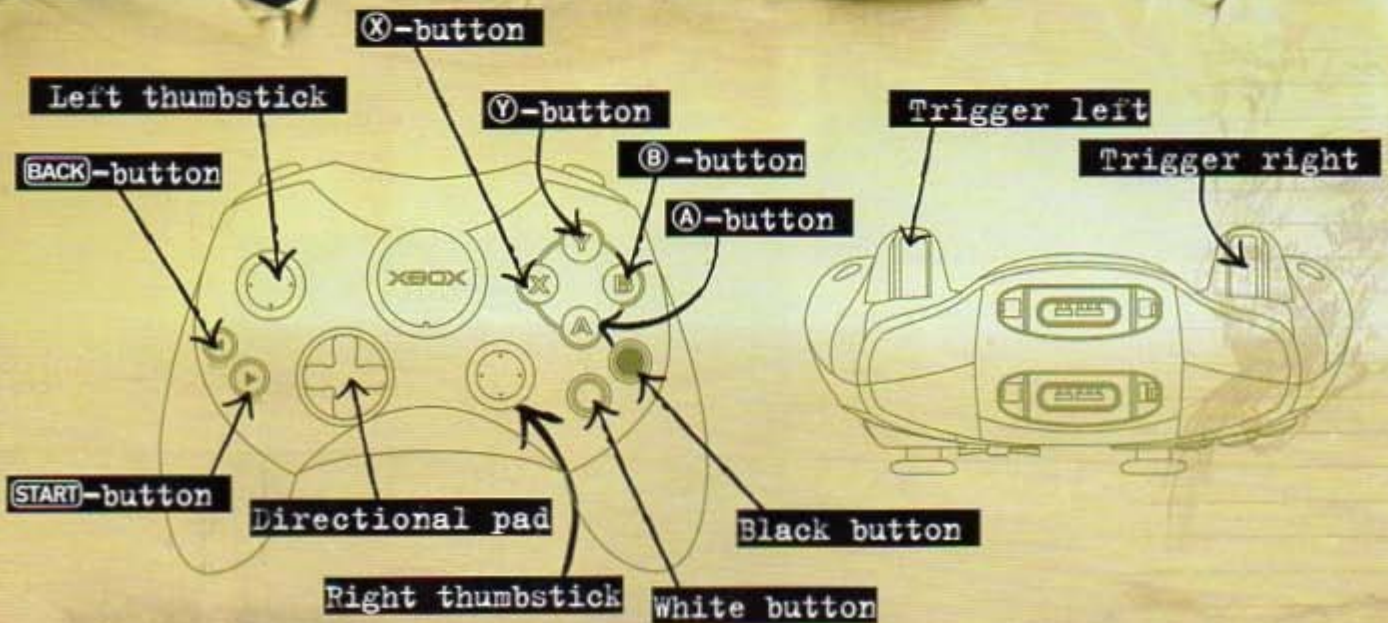 Ⓧ-button
Left thumbstick
Ⓨ-button
Trigger left
BACK-button
Ⓑ-button
Trigger right
Ⓐ-button
XBOX
Y
X
B
A
START-button
Directional pad
Black button
Right thumbstick
White button